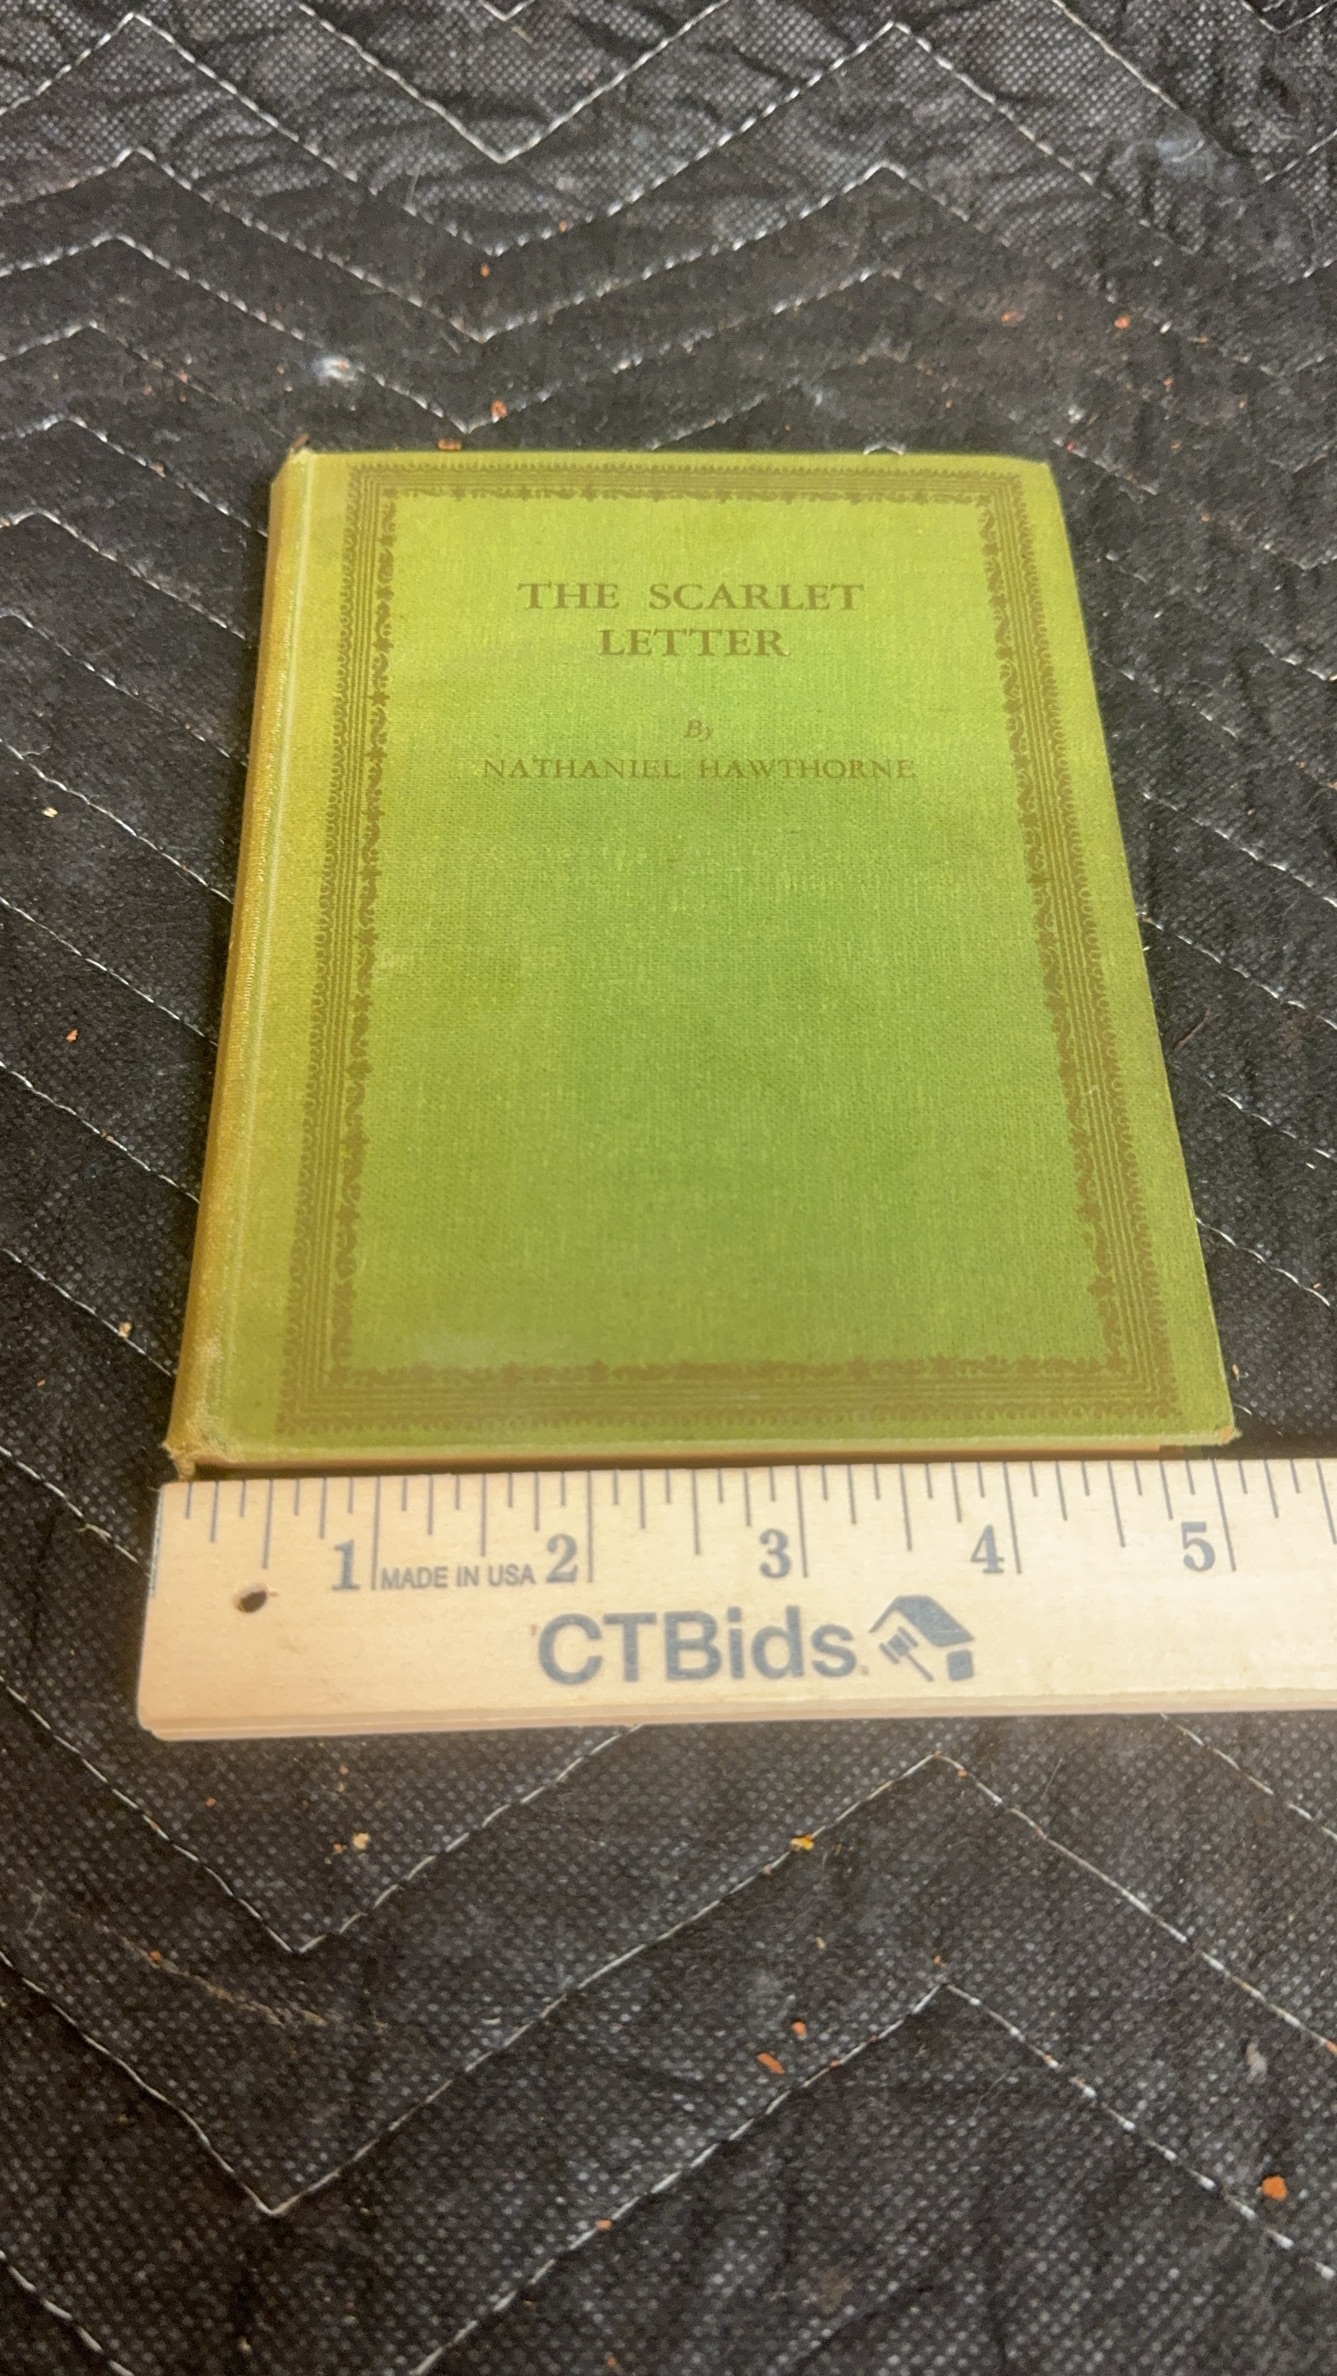 THE SCARLET
LETTER
By
NATHANIEL HAWTHORNE
1 MADE IN USA 2 3 4 5
CTBids.